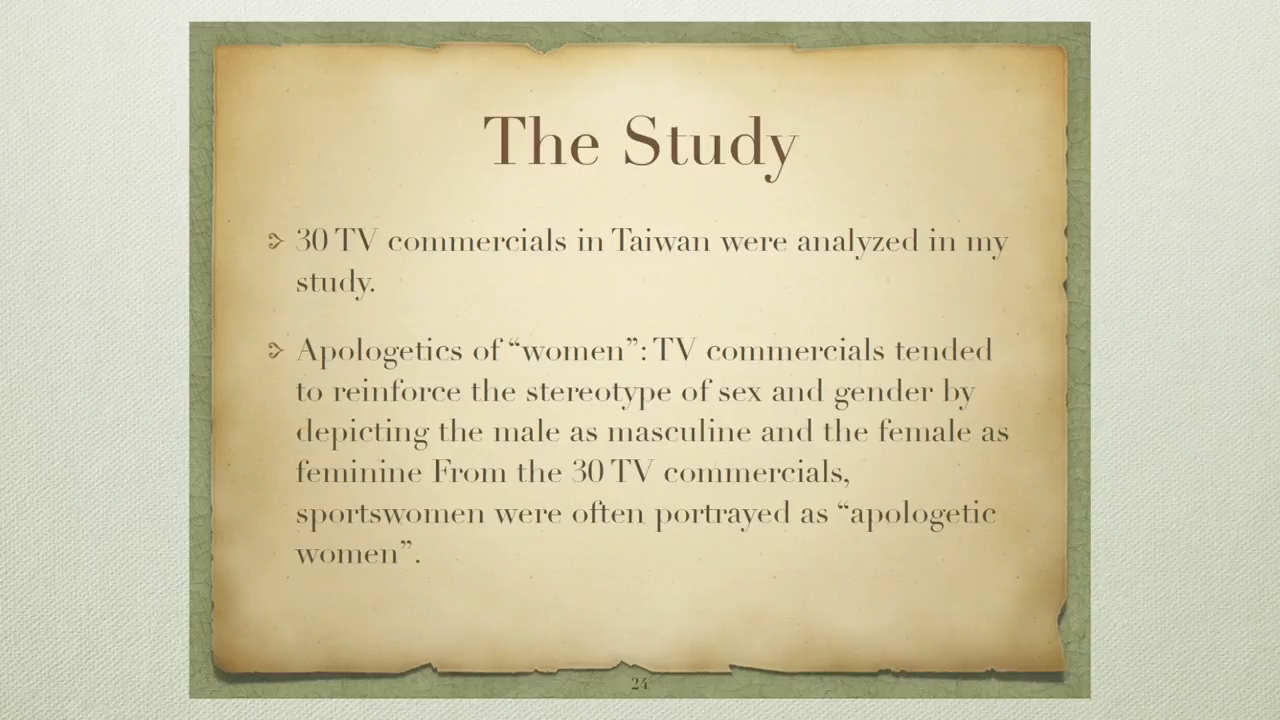 The Study
30 TV commercials in Taiwan were analyzed in my
study.
Apologetics of “women”: TV commercials tended
to reinforce the stereotype of sex and gender by
depicting the male as masculine and the female as
feminine From the 30 TV commercials,
sportswomen were often portrayed as “apologetic
women”.
24